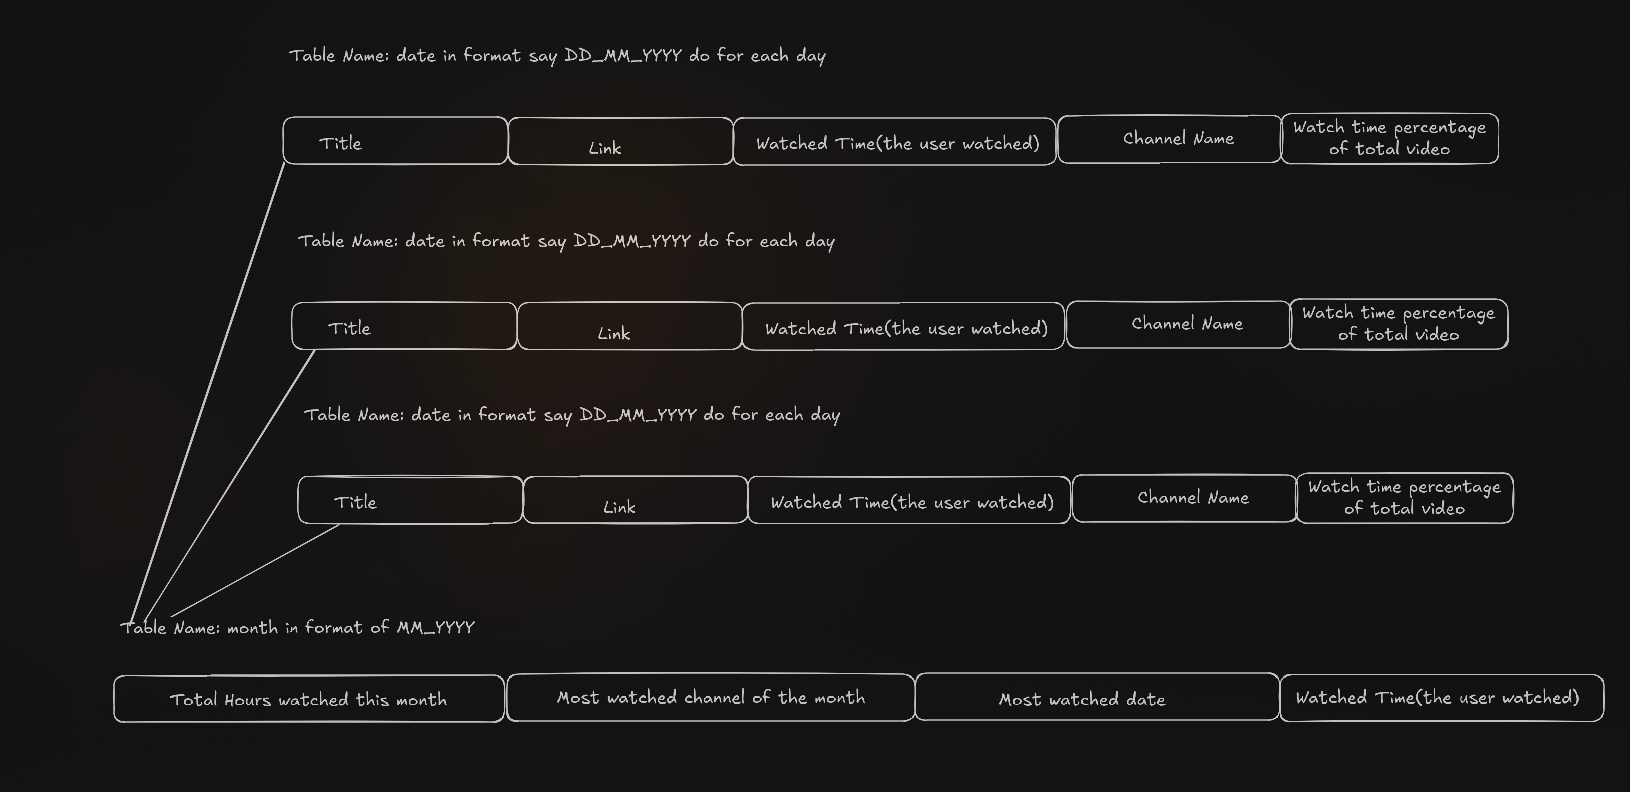 Table Name: date in format say DD_MM_YYYY do for each day
Title
Link
Watched Time(the user watched)
Channel Name
Watch time percentage
of total video
Table Name: date in format say DD_MM_YYYY do for each day
Title
Link
Watched Time(the user watched)
Channel Name
Watch time percentage
of total video
Table Name: date in format say DD_MM_YYYY do for each day
Title
Link
Watched Time(the user watched)
Channel Name
Watch time percentage
of total video
Table Name: month in format of MM_YYYY
Total Hours watched this month
Most watched channel of the month
Most watched date
Watched Time(the user watched)